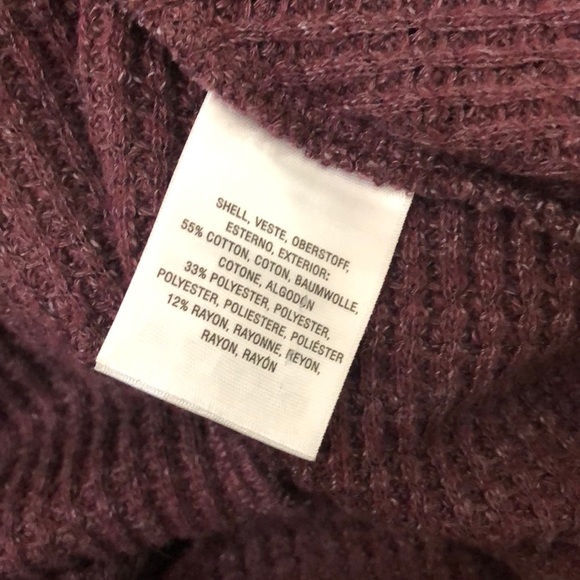 SHELL, VESTE, OBERSTOFF,
ESTERNO, EXTERIOR:
55% COTTON, COTON, BAUMWOLLE,
COTONE, ALGODÓN
33% POLYESTER, POLYESTER,
POLYESTER, POLIESTERE, POLIÉSTER
12% RAYON, RAYONNE, REYON,
RAYON, RAYÓN